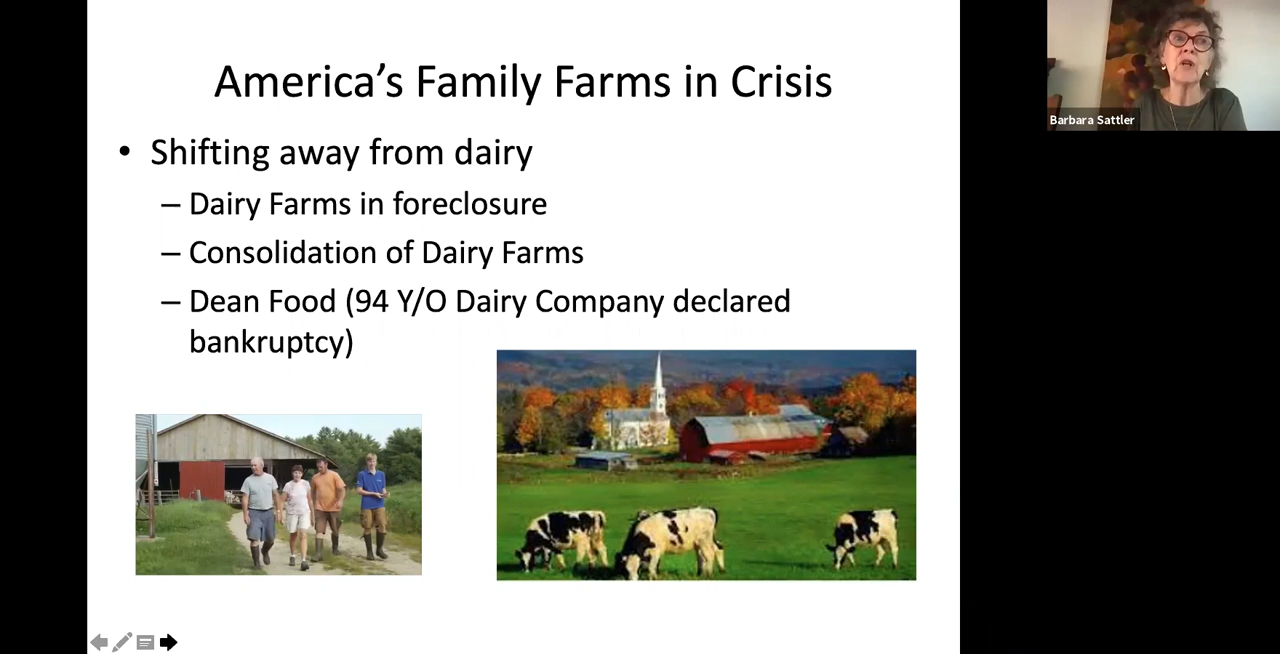 America’s Family Farms in Crisis
• Shifting away from dairy
– Dairy Farms in foreclosure
– Consolidation of Dairy Farms
– Dean Food (94 Y/O Dairy Company declared
bankruptcy)
Barbara Sattler